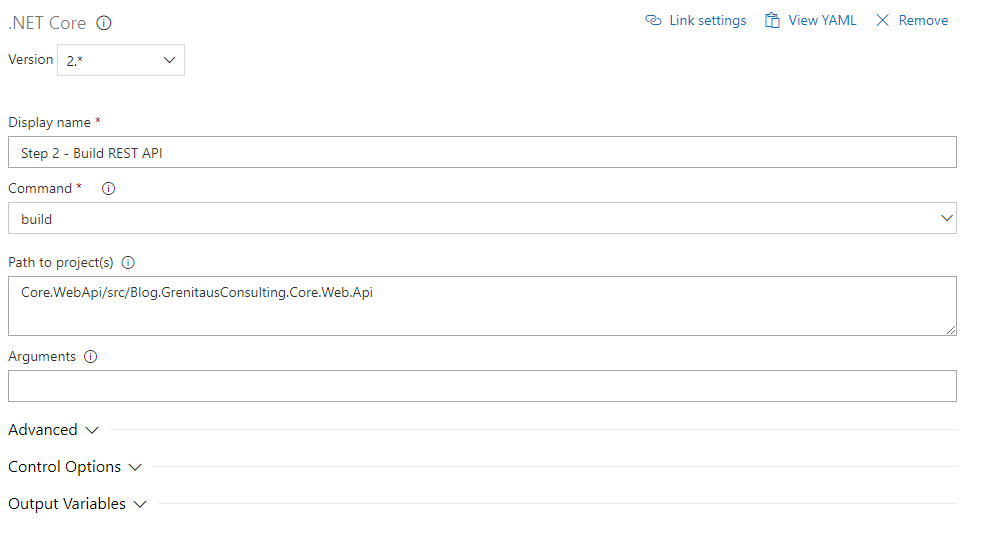 .NET Core
Link settings
View YAML
Remove
Version 2.*
Display name *
Step 2 - Build REST API
Command *
build
Path to project(s)
Core.WebApi/src/Blog.GrenitausConsulting.Core.Web.Api
Arguments
Advanced
Control Options
Output Variables